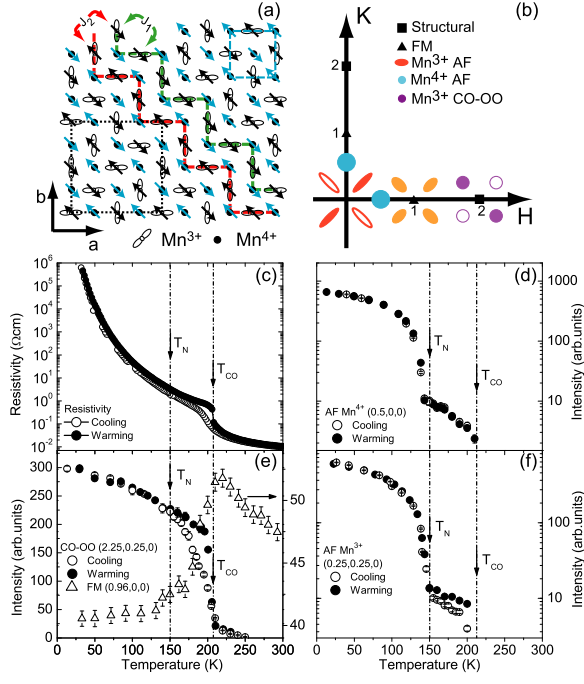 (a)
J2
J1
b
a
Mn3+
Mn4+
(b)
K
Structural
FM
Mn3+ AF
Mn4+ AF
Mn3+ CO-OO
2
1
1
2
H
(c)
10^6
10^5
10^4
10^3
10^2
10^1
10^0
10^-1
10^-2
Resistivity (Ωcm)
TN
TCO
Resistivity
Cooling
Warming
(d)
1000
10
Intensity (arb.units)
TN
TCO
AF Mn4+ (0.5,0,0)
Cooling
Warming
(e)
300
250
200
150
100
50
0
Intensity (arb.units)
TN
TCO
CO-OO (2.25,0.25,0)
Cooling
Warming
FM (0.96,0,0)
50
45
40
0 50 100 150 200 250 300
Temperature (K)
(f)
100
10
Intensity (arb.units)
TN
TCO
AF Mn3+
(0.25,0.25,0)
Cooling
Warming
0 50 100 150 200 250 300
Temperature (K)